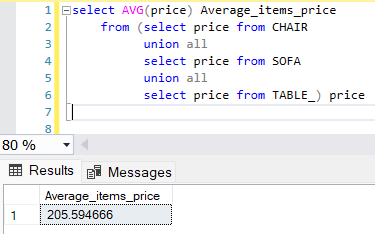 1 select AVG(price) Average_items_price
2 from (select price from CHAIR
3 union all
4 select price from SOFA
5 union all
6 select price from TABLE_) price
7
8
80 %
Results Messages
Average_items_price
1 205.594666